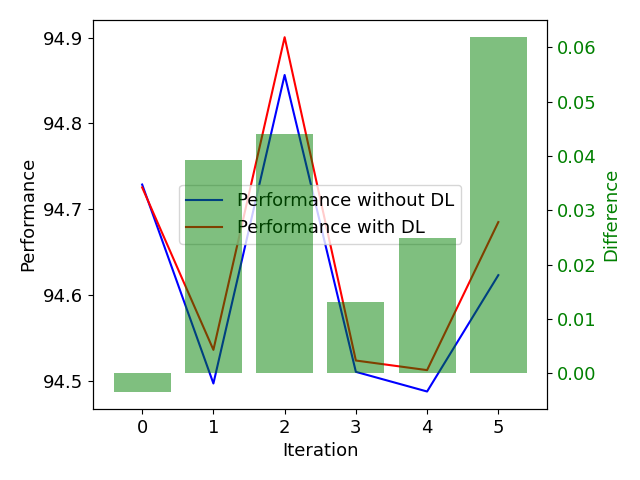 94.9
94.8
94.7
94.6
94.5
Performance
0.06
0.05
0.04
0.03
0.02
0.01
0.00
Difference
Performance without DL
Performance with DL
0 1 2 3 4 5
Iteration